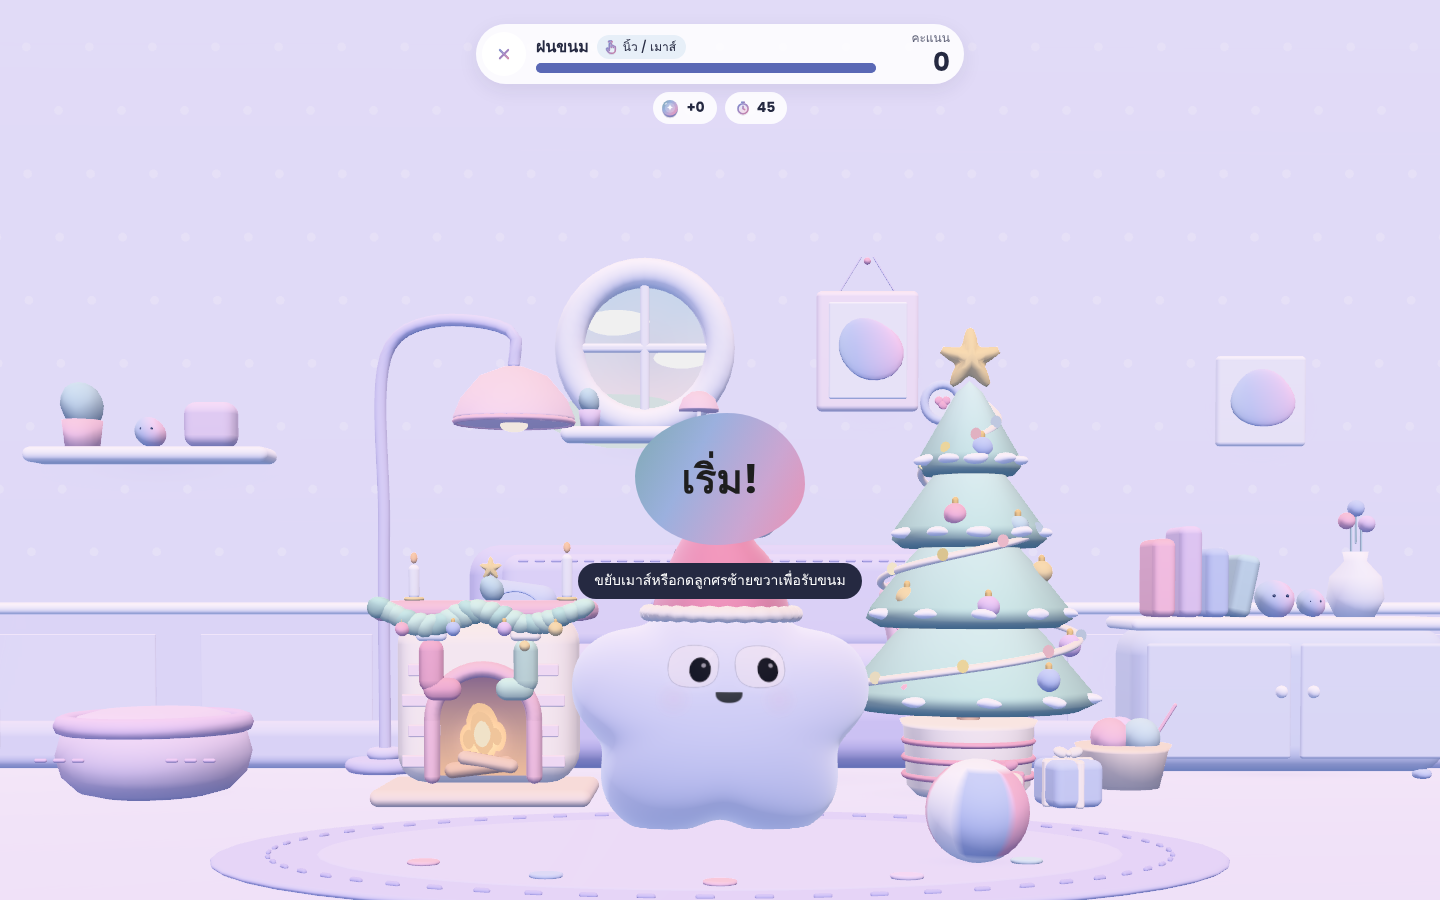 ฝนขนม
นิ้ว / เมาส์
คะแนน
0
+0
45
เริ่ม!
ขยับเมาส์หรือกดลูกศรซ้ายขวาเพื่อรับขนม